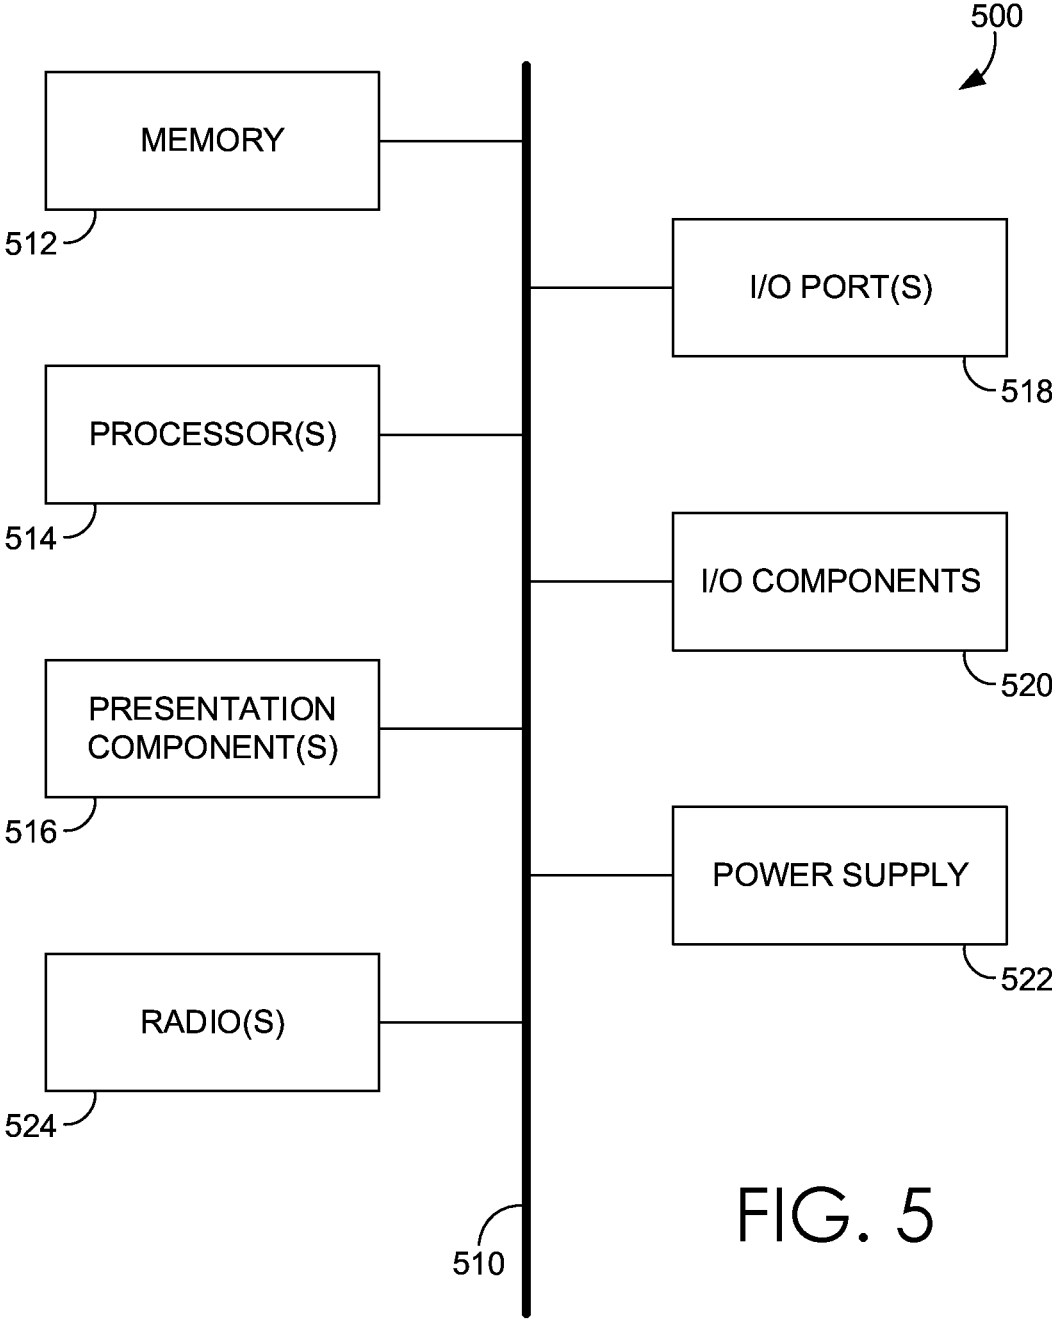 500
MEMORY
512
I/O PORT(S)
518
PROCESSOR(S)
514
I/O COMPONENTS
520
PRESENTATION
COMPONENT(S)
516
POWER SUPPLY
522
RADIO(S)
524
510
FIG. 5